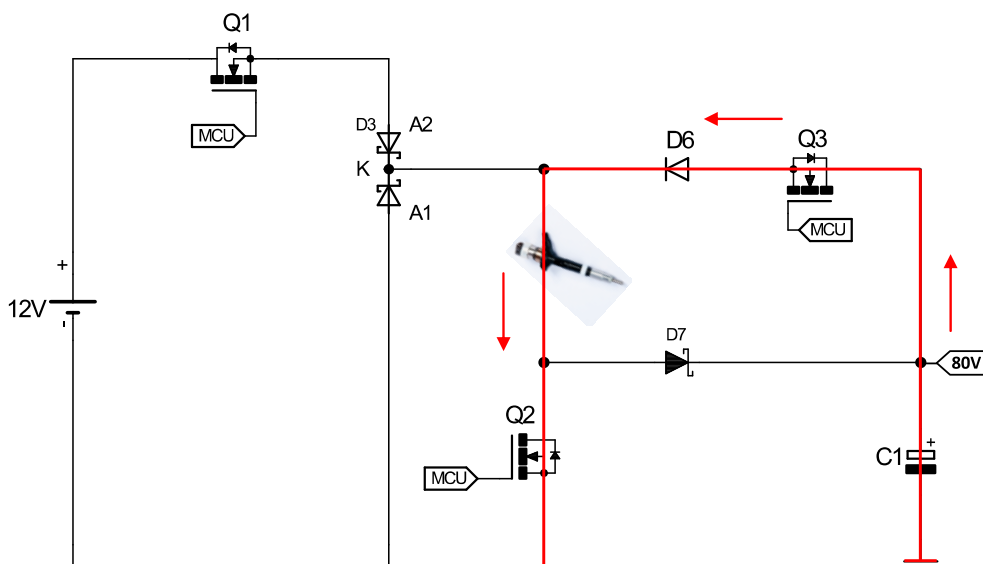 Q1
MCU
D3
A2
K
A1
D6
Q3
MCU
+
12V
-
D7
80V
Q2
MCU
C1
+